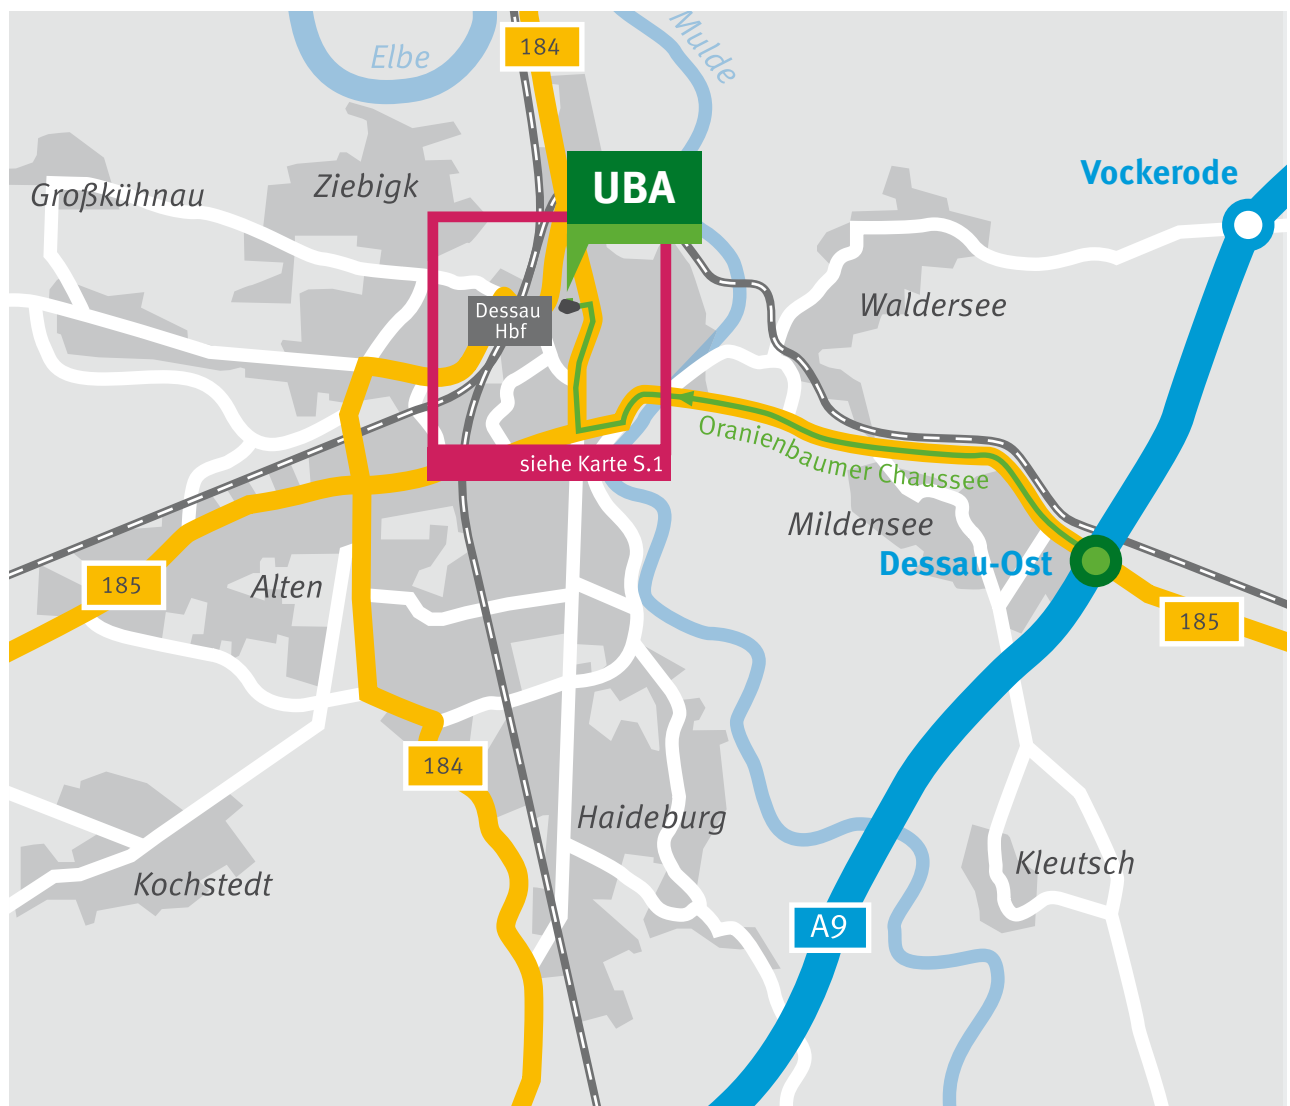 Elbe
184
Mulde
Vockerode
Großkühnau
Ziebigk
UBA
Waldersee
Dessau
Hbf
Oranienbaumer Chaussee
siehe Karte S.1
Mildensee
Dessau-Ost
185
Alten
185
184
Haideburg
Kleutsch
Kochstedt
A9